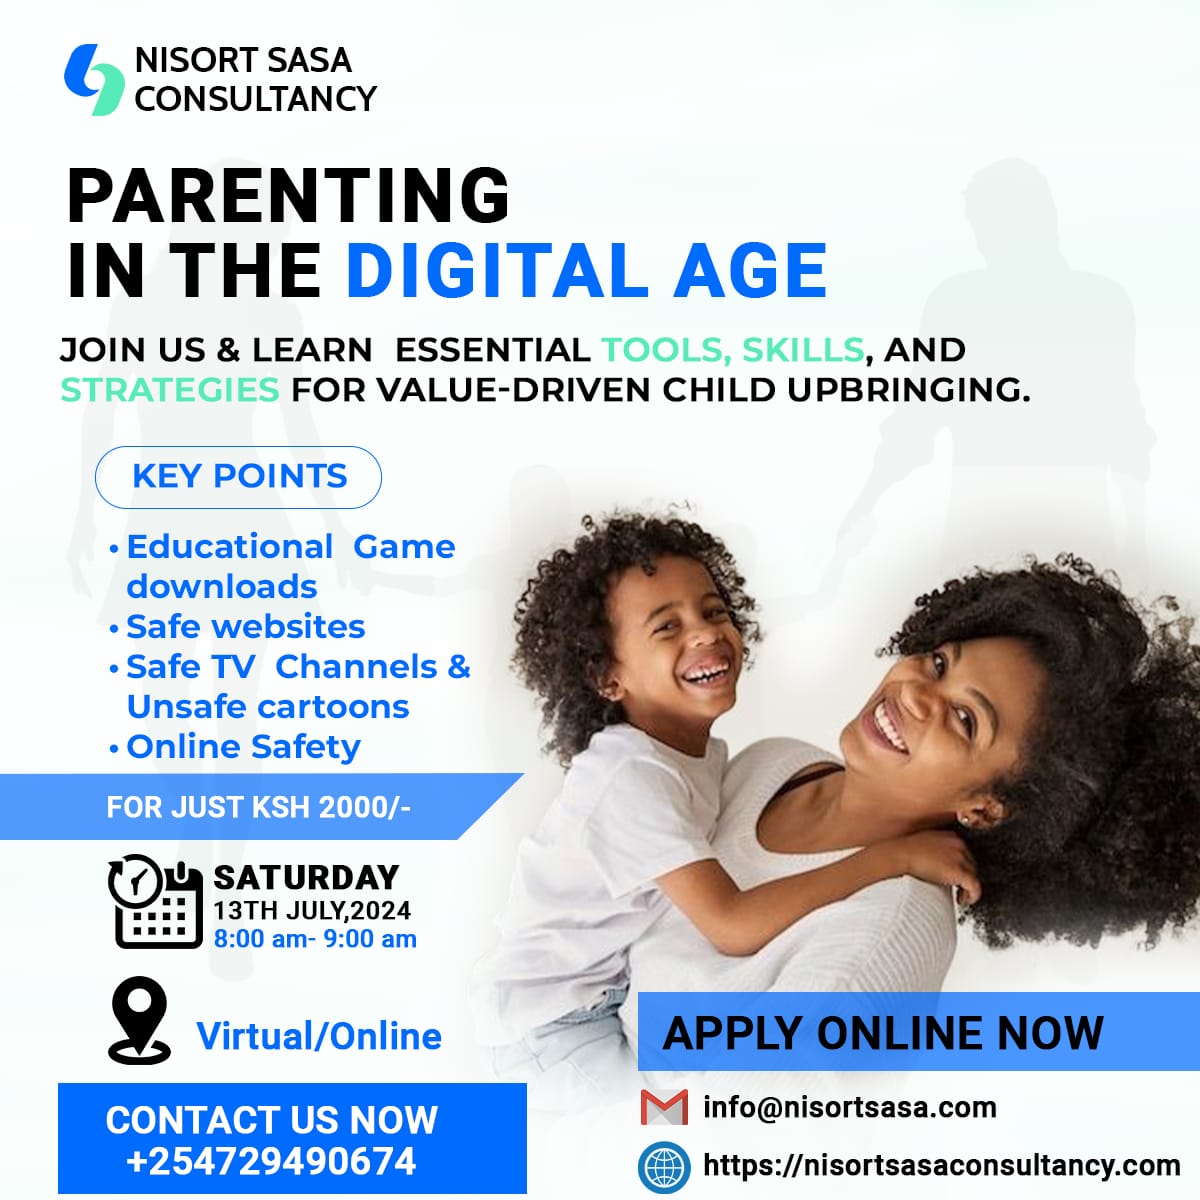 NISORT SASA
CONSULTANCY
PARENTING
IN THE DIGITAL AGE
JOIN US & LEARN ESSENTIAL TOOLS, SKILLS, AND
STRATEGIES FOR VALUE-DRIVEN CHILD UPBRINGING.
KEY POINTS
• Educational Game
downloads
• Safe websites
• Safe TV Channels &
Unsafe cartoons
• Online Safety
FOR JUST KSH 2000/-
SATURDAY
13TH JULY,2024
8:00 am- 9:00 am
Virtual/Online
CONTACT US NOW
+254729490674
APPLY ONLINE NOW
info@nisortsasa.com
https://nisortsasaconsultancy.com